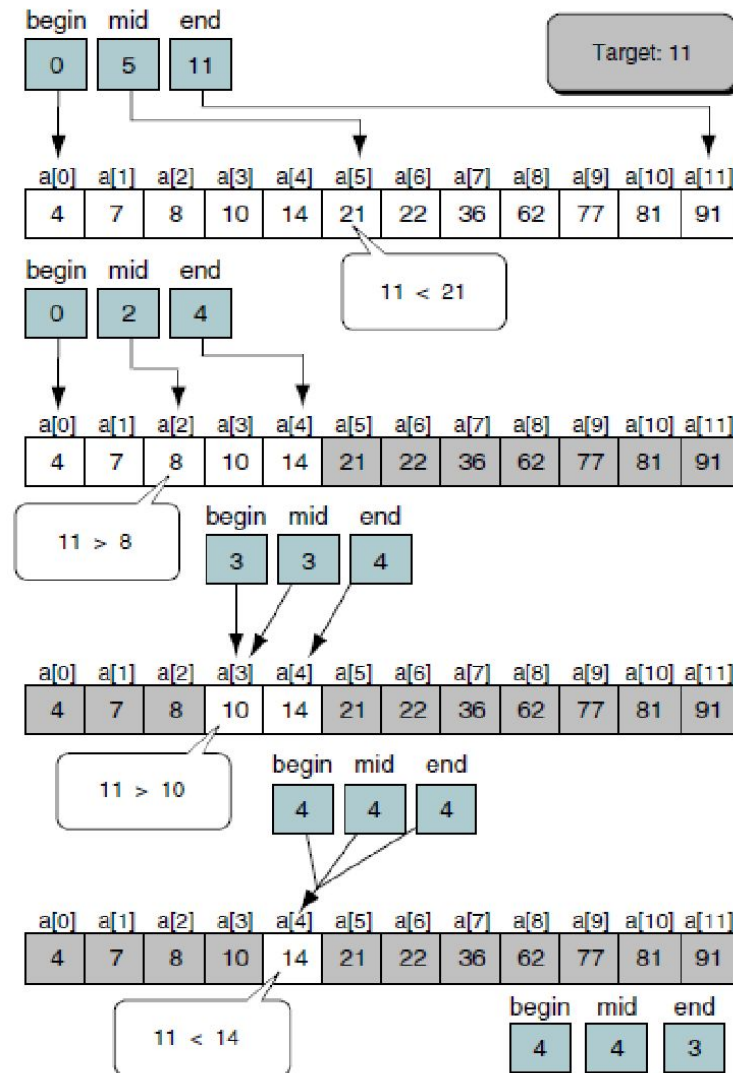 begin mid end
Target: 11
0 5 11
a[0] a[1] a[2] a[3] a[4] a[5] a[6] a[7] a[8] a[9] a[10] a[11]
4 7 8 10 14 21 22 36 62 77 81 91
11 < 21
begin mid end
0 2 4
a[0] a[1] a[2] a[3] a[4] a[5] a[6] a[7] a[8] a[9] a[10] a[11]
4 7 8 10 14 21 22 36 62 77 81 91
11 > 8
begin mid end
3 3 4
a[0] a[1] a[2] a[3] a[4] a[5] a[6] a[7] a[8] a[9] a[10] a[11]
4 7 8 10 14 21 22 36 62 77 81 91
11 > 10
begin mid end
4 4 4
a[0] a[1] a[2] a[3] a[4] a[5] a[6] a[7] a[8] a[9] a[10] a[11]
4 7 8 10 14 21 22 36 62 77 81 91
11 < 14
begin mid end
4 4 3